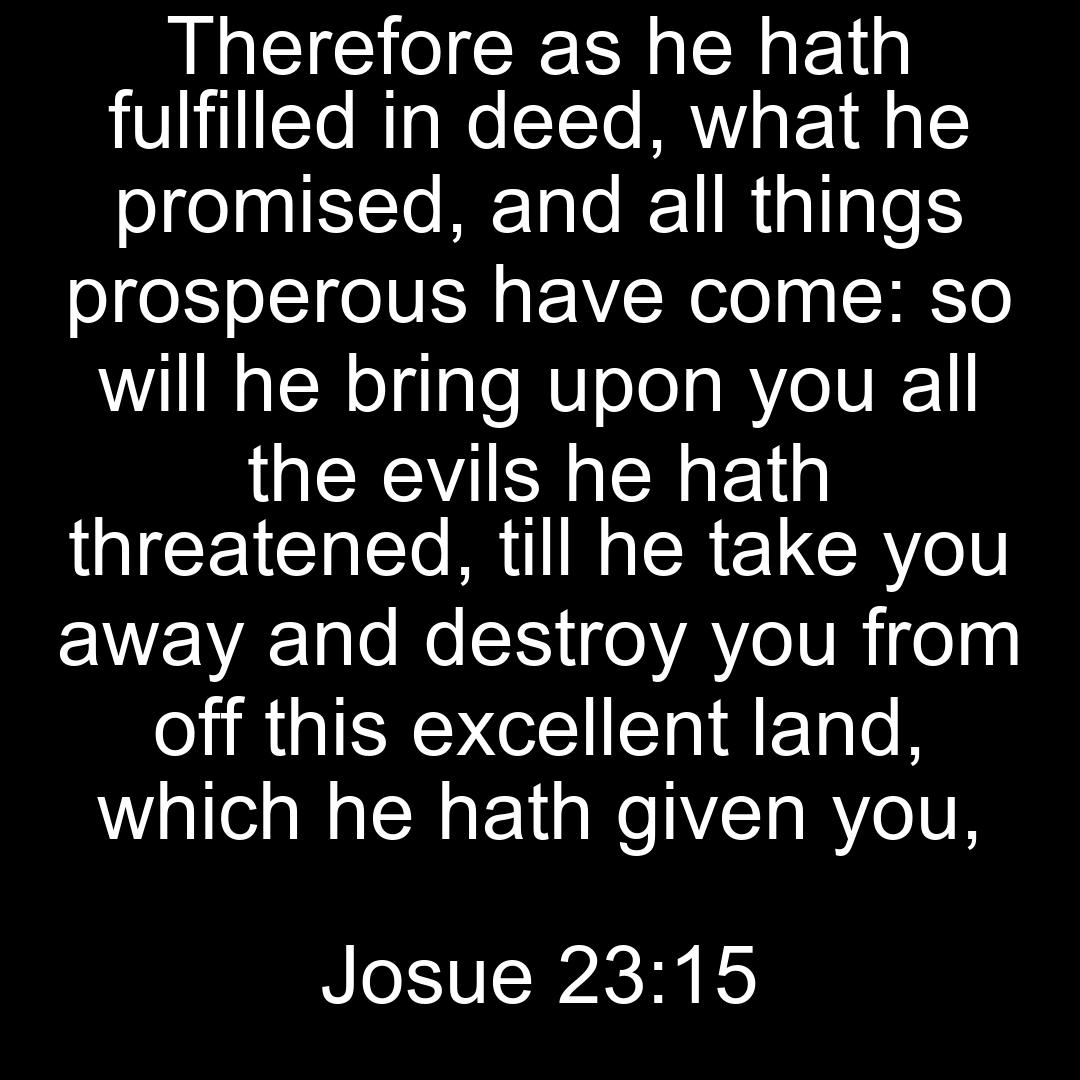 Therefore as he hath
fulfilled in deed, what he
promised, and all things
prosperous have come: so
will he bring upon you all
the evils he hath
threatened, till he take you
away and destroy you from
off this excellent land,
which he hath given you,
Josue 23:15